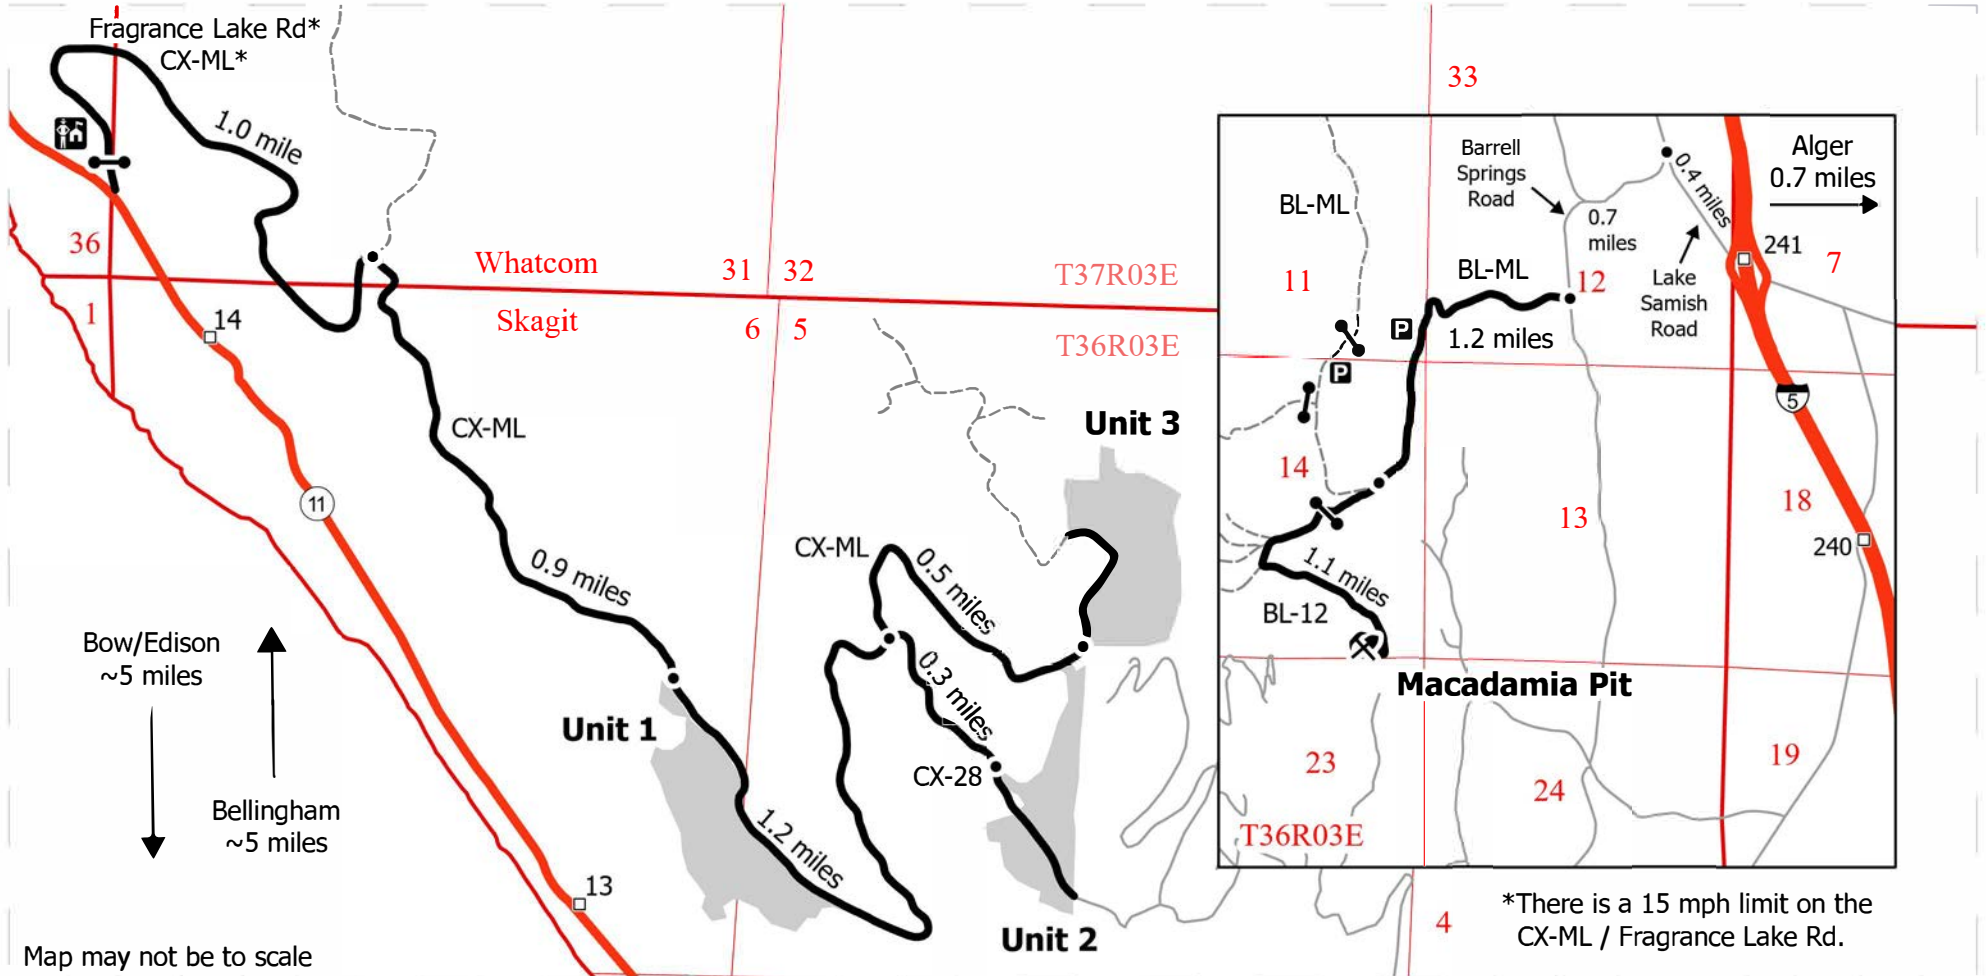 Fragrance Lake Rd*
CX-ML*
1.0 mile
36
1
Whatcom
Skagit
31
32
6
5
T37R03E
T36R03E
33
14
11
CX-ML
0.9 miles
Bow/Edison
~5 miles
Bellingham
~5 miles
13
Map may not be to scale
Unit 1
1.2 miles
CX-ML
0.5 miles
0.3 miles
CX-28
Unit 2
Unit 3
4
BL-ML
11
P
P
14
Barrell
Springs
Road
0.7
miles
0.4 miles
BL-ML
12
1.2 miles
Lake
Samish
Road
Alger
0.7 miles
241
7
5
18
13
240
1.1 miles
BL-12
Macadamia Pit
23
24
19
T36R03E
*There is a 15 mph limit on the
CX-ML / Fragrance Lake Rd.